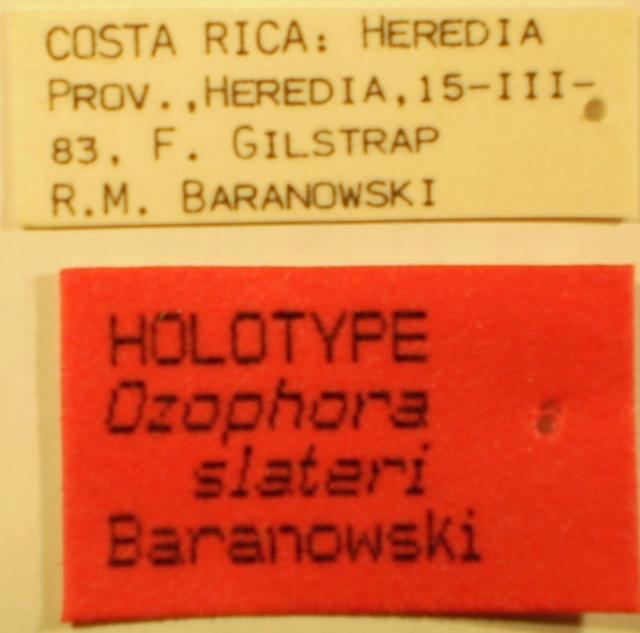 COSTA RICA: HEREDIA
PROV.,HEREDIA,15-III-
83, F. GILSTRAP
R.M. BARANOWSKI
HOLOTYPE
Ozophora
slateri
Baranowski